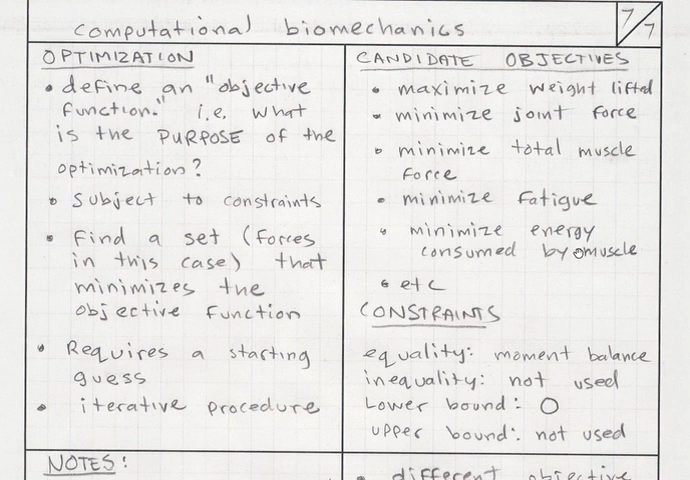 computational biomechanics
7/7
OPTIMIZATION
• define an "objective
function." i.e. what
is the PURPOSE of the
optimization?
• Subject to constraints
• Find a set (forces
in this case) that
minimizes the
objective function
• Requires a starting
guess
• iterative procedure
CANDIDATE OBJECTIVES
• maximize weight lifted
• minimize joint force
• minimize total muscle
force
• minimize fatigue
• minimize energy
consumed by muscle
• etc
CONSTRAINTS
equality: moment balance
inequality: not used
Lower bound: 0
upper bound: not used
NOTES:
• different objective